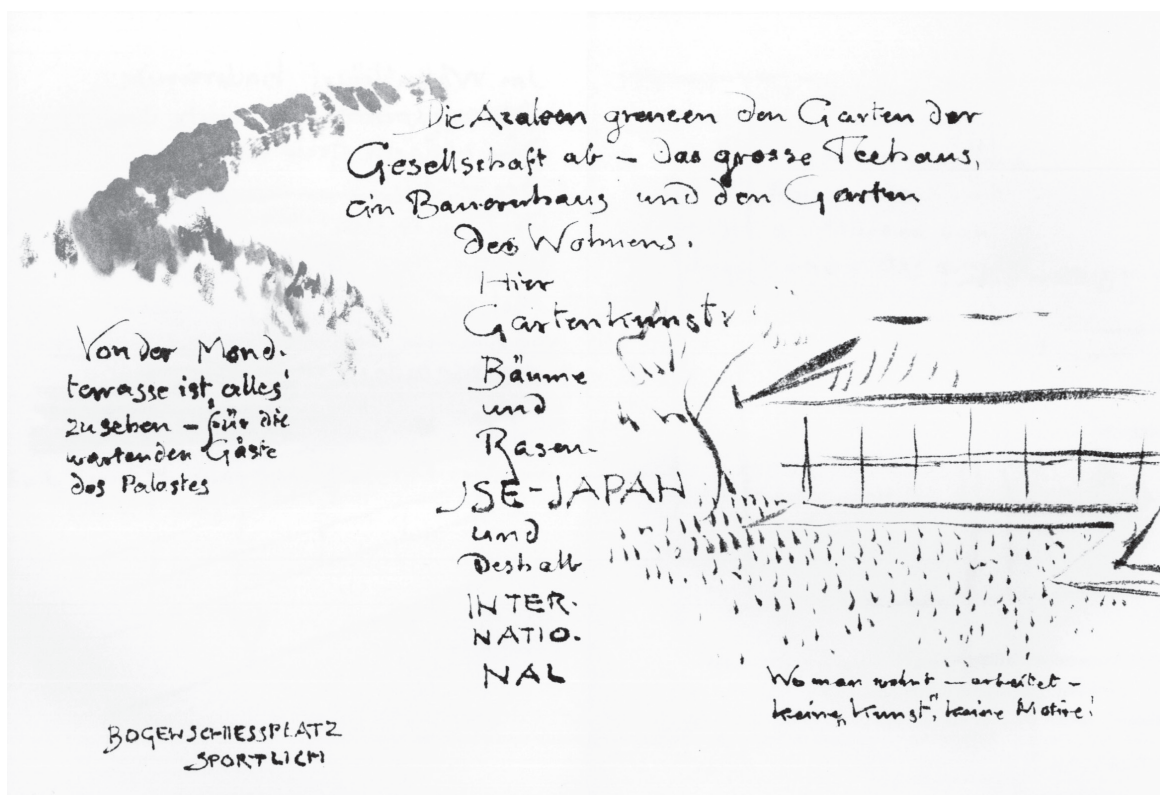 Die Azaleen grenzen den Garten der
Gesellschaft ab – das grosse Teehaus,
ein Bauernhaus und den Garten
des Wohnens.
Hier
Gartenkunst:
Bäume
und
Rasen–
JSE-JAPAN
und
Deshalb
INTER-
NATIO-
NAL
Von der Mond-
terrasse ist „alles“
zu sehen – für die
wartenden Gäste
des Palastes
Wo man wohnt – arbeitet –
keine „Kunst“, keine Motive!
BOGENSCHIESSPLATZ
SPORTLICH